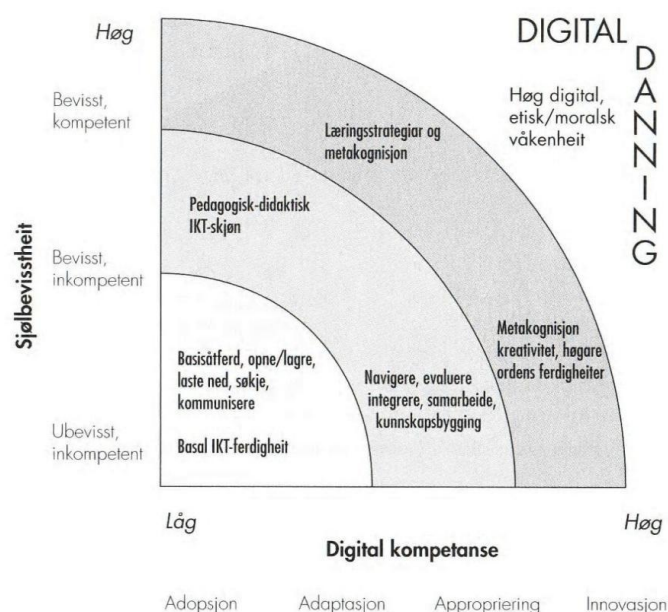 Høg
DIGITAL
DANNING
Høg digital,
etisk/moralsk
våkenheit
Bevisst,
kompetent
Læringsstrategiar og
metakognisjon
Pedagogisk-didaktisk
IKT-skjøn
Bevisst,
inkompetent
Sjølbevisstheit
Metakognisjon
kreativitet, høgare
ordens ferdigheiter
Basisåtferd, opne/lagre,
laste ned, søkje,
kommunisere
Navigere, evaluere
integrere, samarbeide,
kunnskapsbygging
Ubevisst,
inkompetent
Basal IKT-ferdigheit
Låg
Høg
Digital kompetanse
Adopsjon
Adaptasjon
Appropriering
Innovasjon